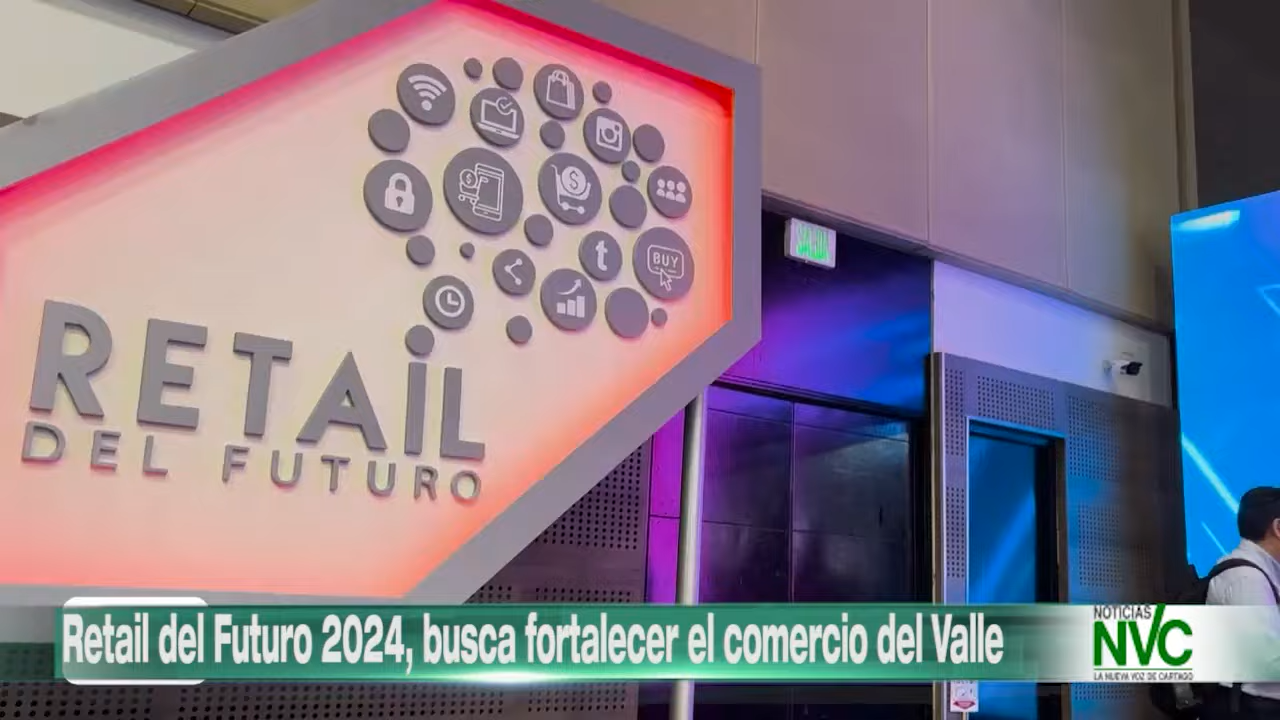 SALIDA
BUY
t
RETAiL
DEL FUTURO
Retail del Futuro 2024, busca fortalecer el comercio del Valle
NOTICIAS
NVC
LA NUEVA VOZ DE CARTAGO